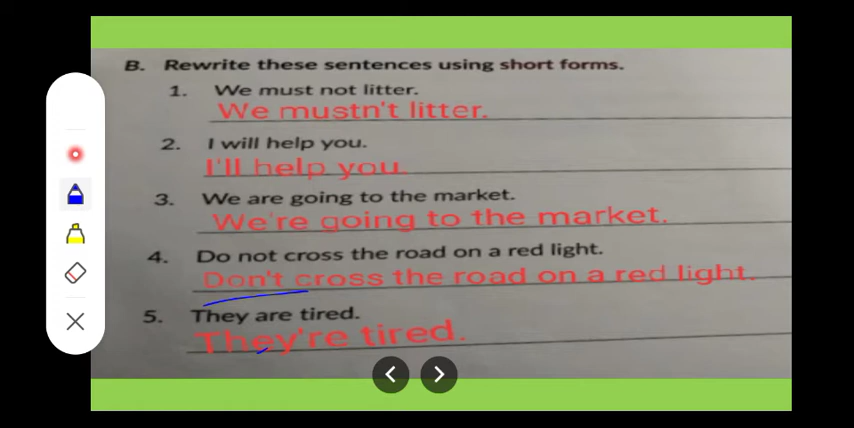 B. Rewrite these sentences using short forms.
1. We must not litter.
We mustn't litter.
2. I will help you.
I'll help you.
3. We are going to the market.
We're going to the market.
4. Do not cross the road on a red light.
Don't cross the road on a red light.
5. They are tired.
They're tired.